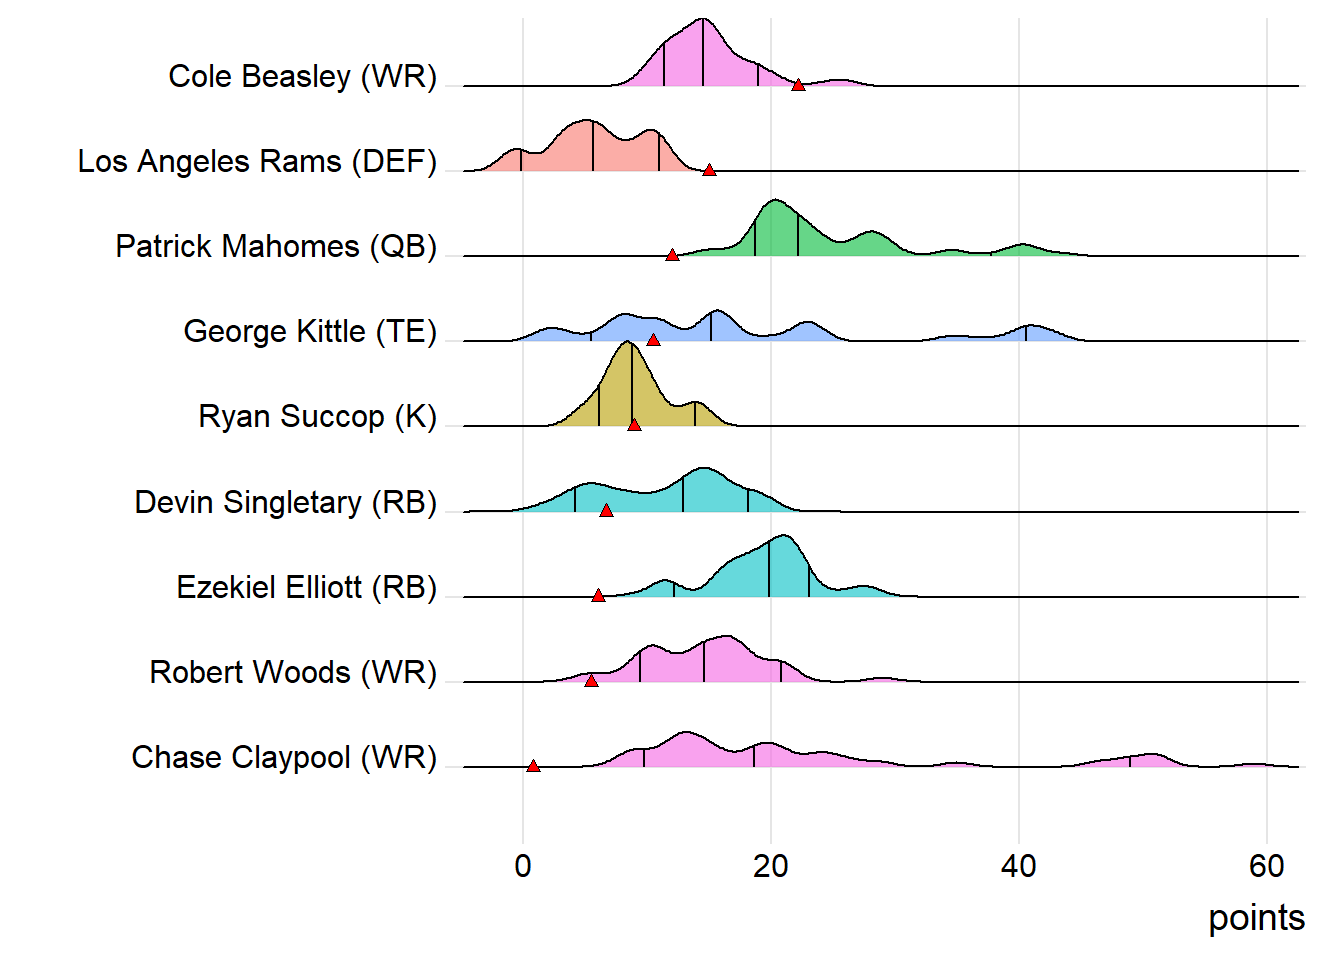 Cole Beasley (WR)
Los Angeles Rams (DEF)
Patrick Mahomes (QB)
George Kittle (TE)
Ryan Succop (K)
Devin Singletary (RB)
Ezekiel Elliott (RB)
Robert Woods (WR)
Chase Claypool (WR)
0 20 40 60
points